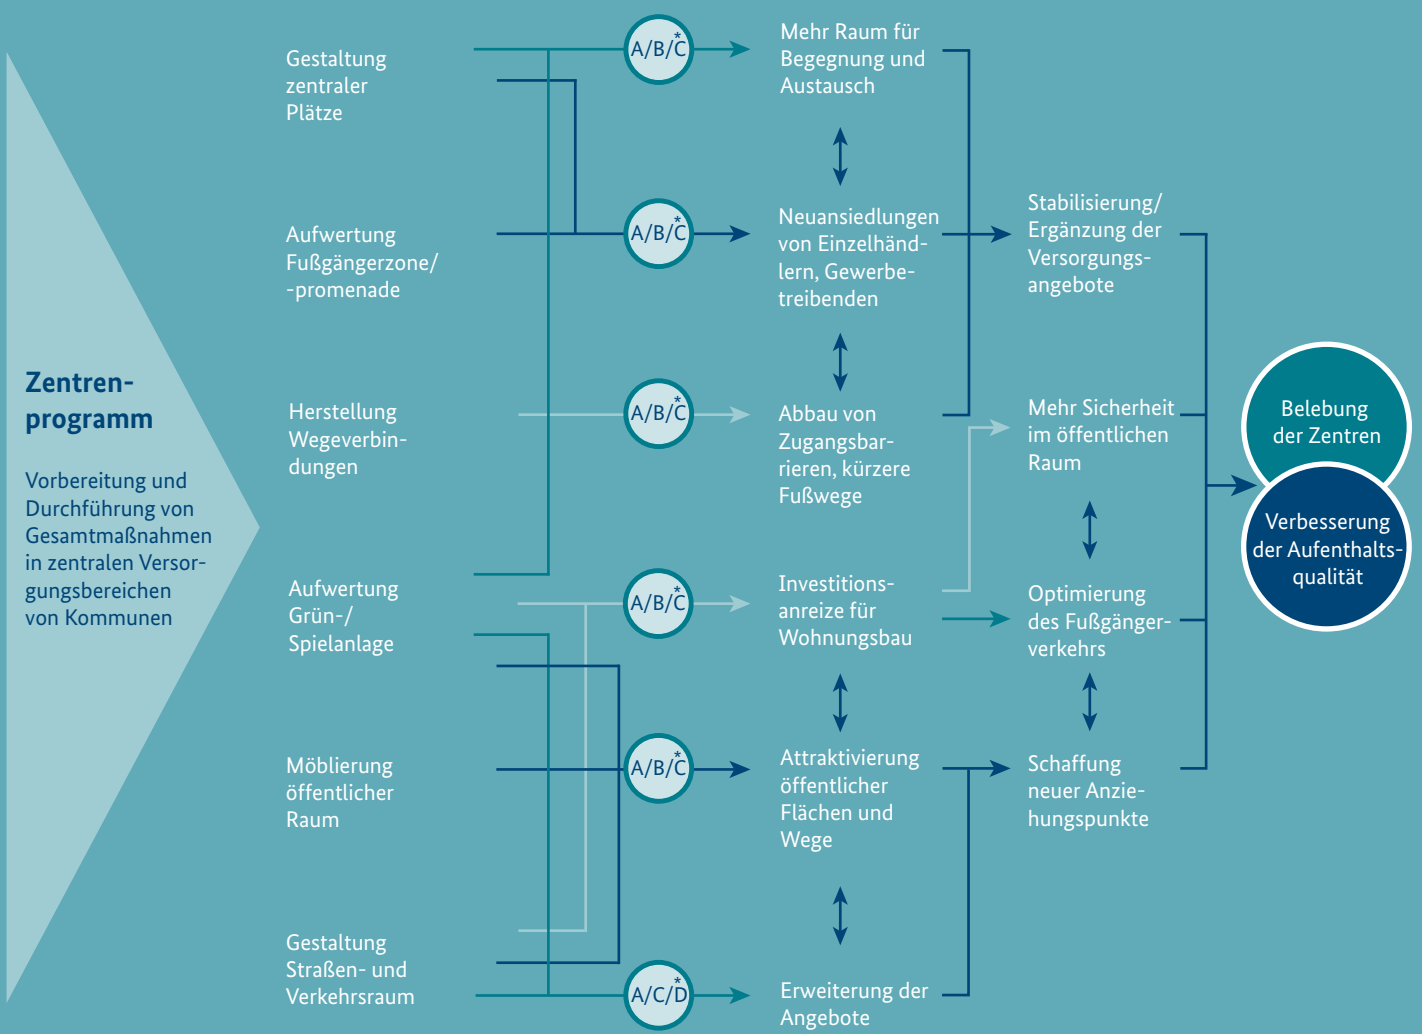 Zentren-
programm
Vorbereitung und
Durchführung von
Gesamtmaßnahmen
in zentralen Versor-
gungsbereichen
von Kommunen
Gestaltung
zentraler
Plätze
Aufwertung
Fußgängerzone/
-promenade
Herstellung
Wegeverbin-
dungen
Aufwertung
Grün-/
Spielanlage
Möblierung
öffentlicher
Raum
Gestaltung
Straßen- und
Verkehrsraum
A/B/C*
A/B/C*
A/B/C*
A/B/C*
A/B/C*
A/C/D*
Mehr Raum für
Begegnung und
Austausch
Neuansiedlungen
von Einzelhänd-
lern, Gewerbe-
treibenden
Abbau von
Zugangsbar-
rieren, kürzere
Fußwege
Investitions-
anreize für
Wohnungsbau
Attraktivierung
öffentlicher
Flächen und
Wege
Erweiterung der
Angebote
Stabilisierung/
Ergänzung der
Versorgungs-
angebote
Mehr Sicherheit
im öffentlichen
Raum
Optimierung
des Fußgänger-
verkehrs
Schaffung
neuer Anzie-
hungspunkte
Belebung
der Zentren
Verbesserung
der Aufenthalts-
qualität